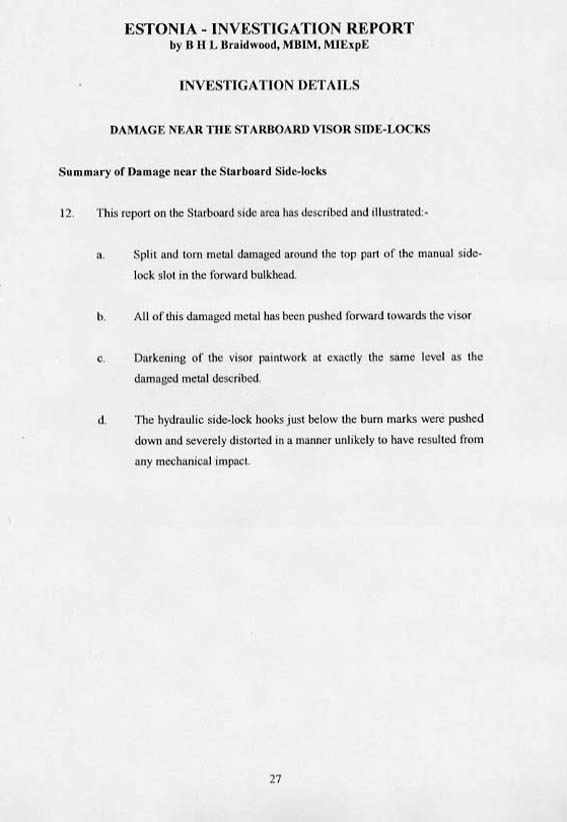 ESTONIA - INVESTIGATION REPORT
by B H L Braidwood, MBIM, MIExpE
INVESTIGATION DETAILS
DAMAGE NEAR THE STARBOARD VISOR SIDE-LOCKS
Summary of Damage near the Starboard Side-locks
12. This report on the Starboard side area has described and illustrated:-
a. Split and torn metal damaged around the top part of the manual side-
lock slot in the forward bulkhead.
b. All of this damaged metal has been pushed forward towards the visor
c. Darkening of the visor paintwork at exactly the same level as the
damaged metal described.
d. The hydraulic side-lock hooks just below the burn marks were pushed
down and severely distorted in a manner unlikely to have resulted from
any mechanical impact.
27